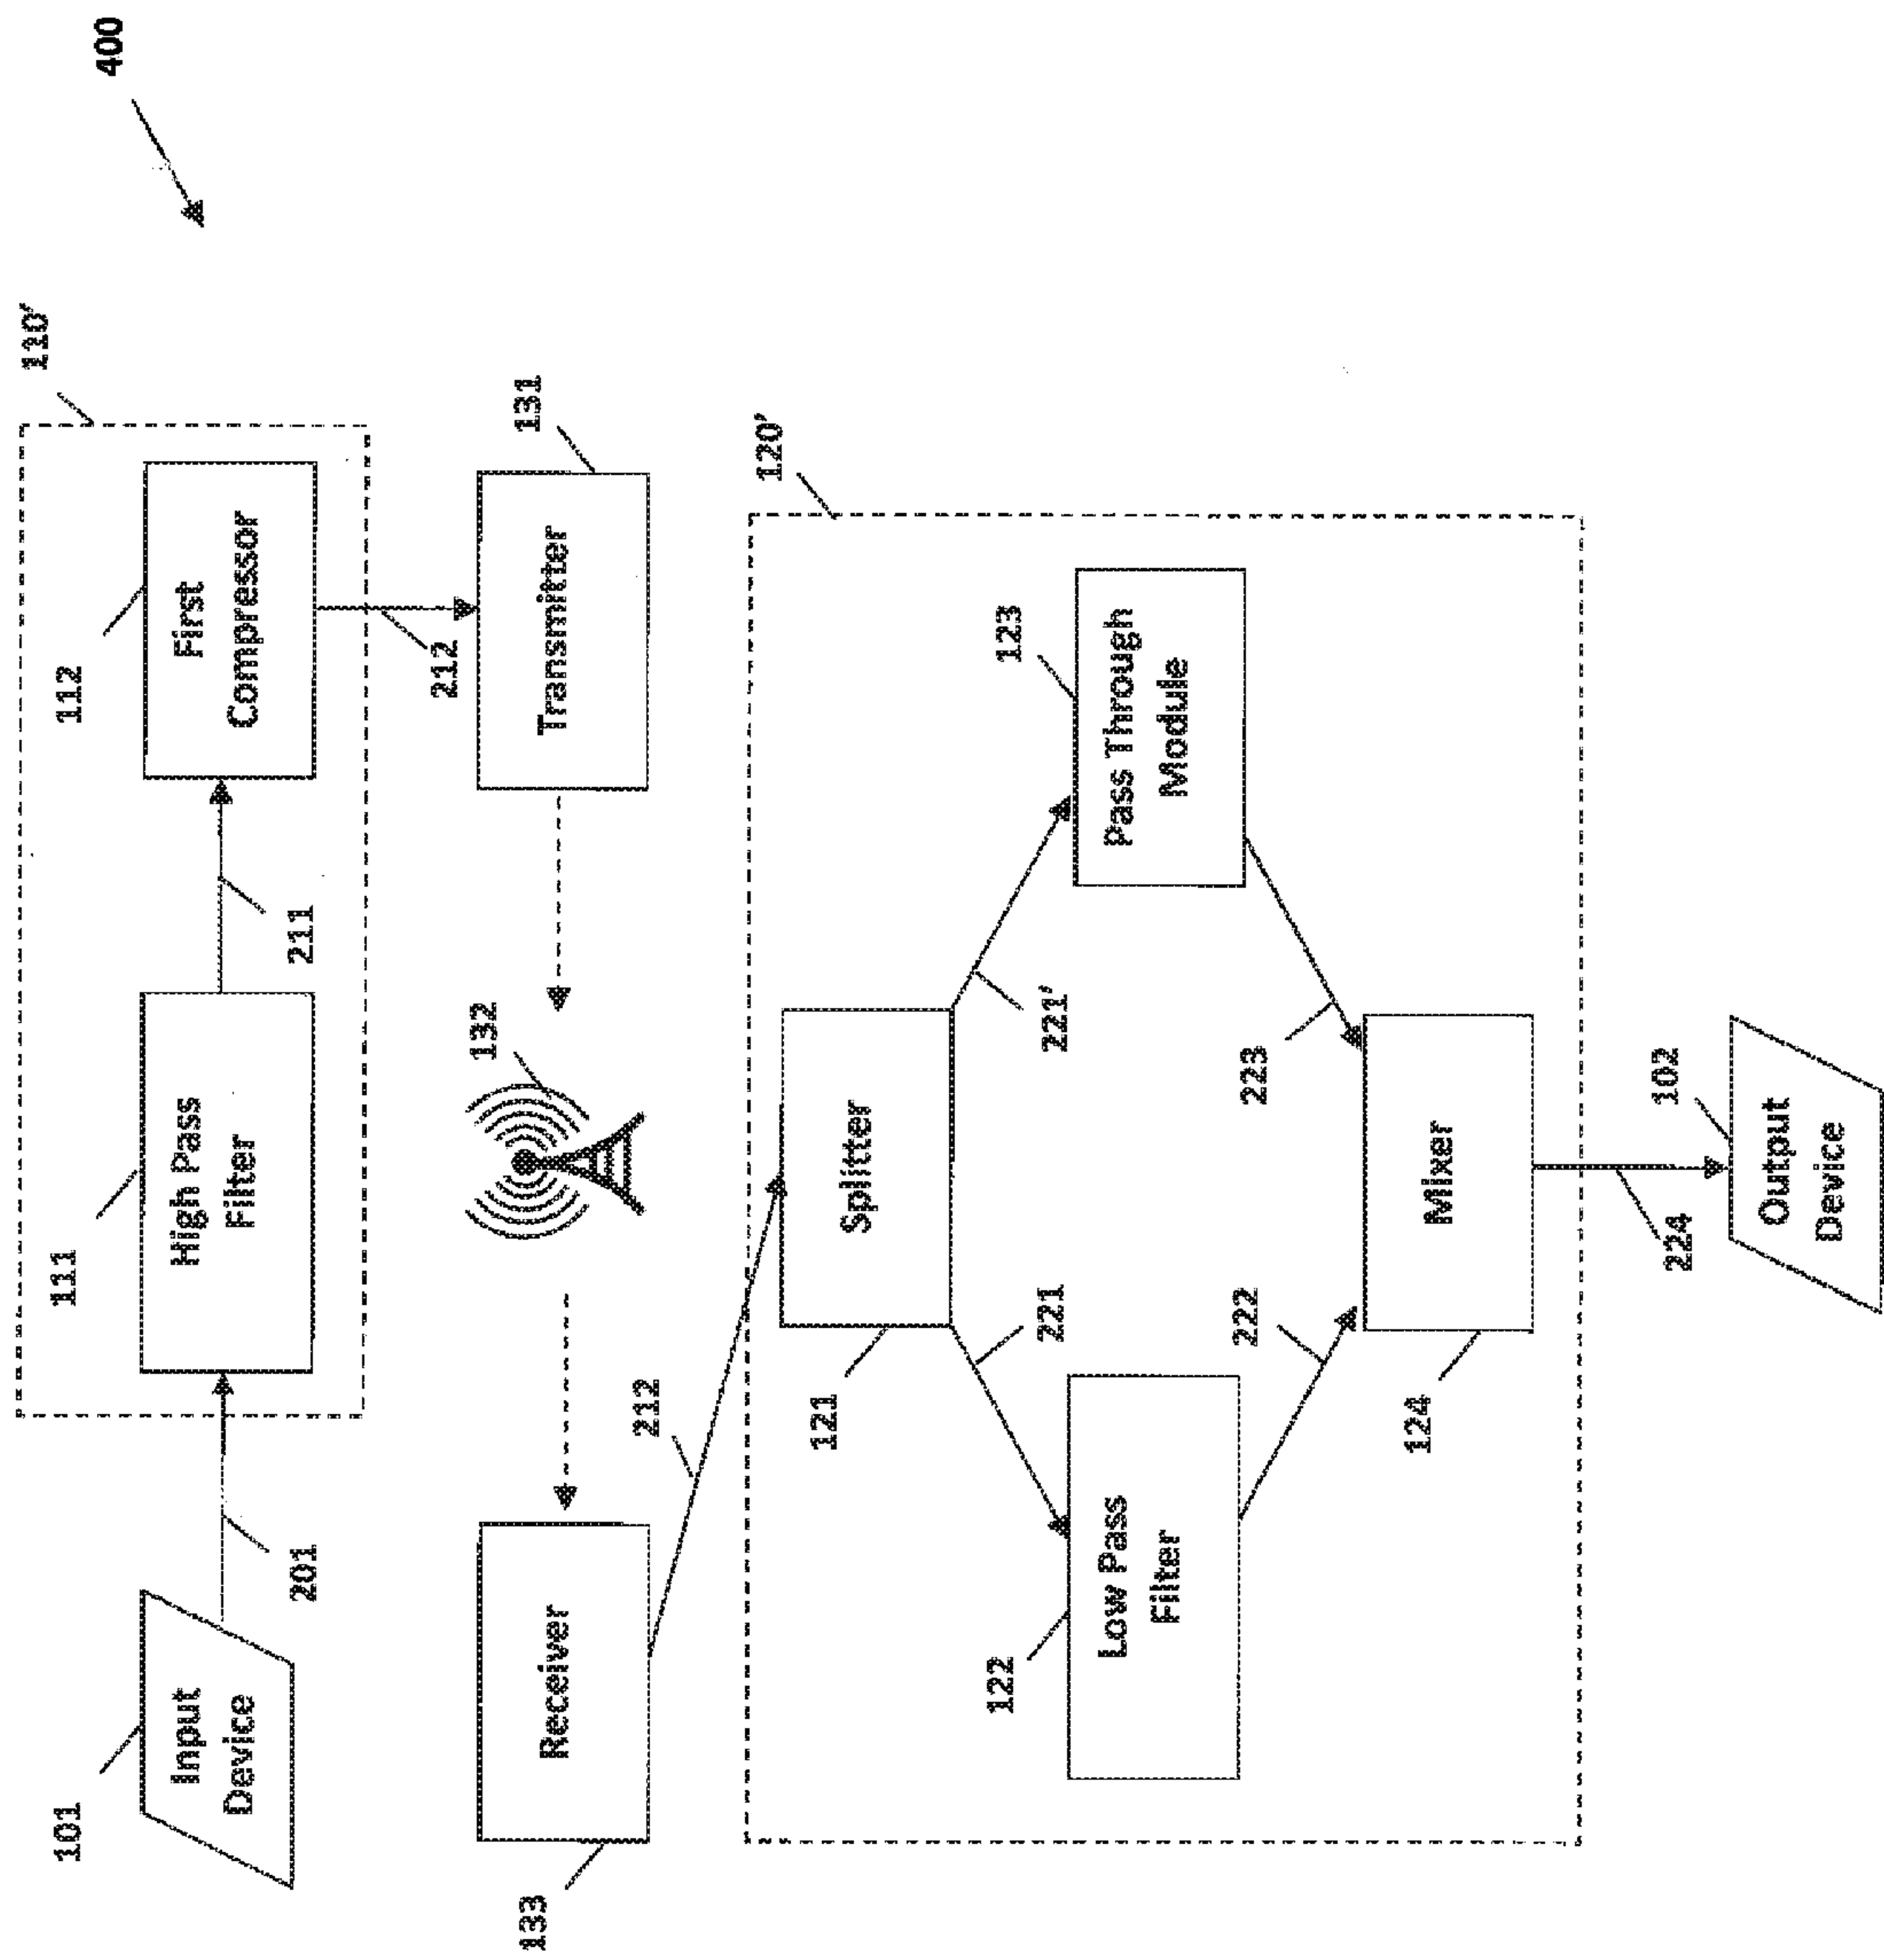 400
110'
101
Input
Device
201
111
High Pass
Filter
211
112
First
Compressor
212
131
Transmitter
132
133
Receiver
212
120'
121
Splitter
221
221'
122
Low Pass
Filter
123
Pass Through
Module
222
223
124
Mixer
224
102
Output
Device